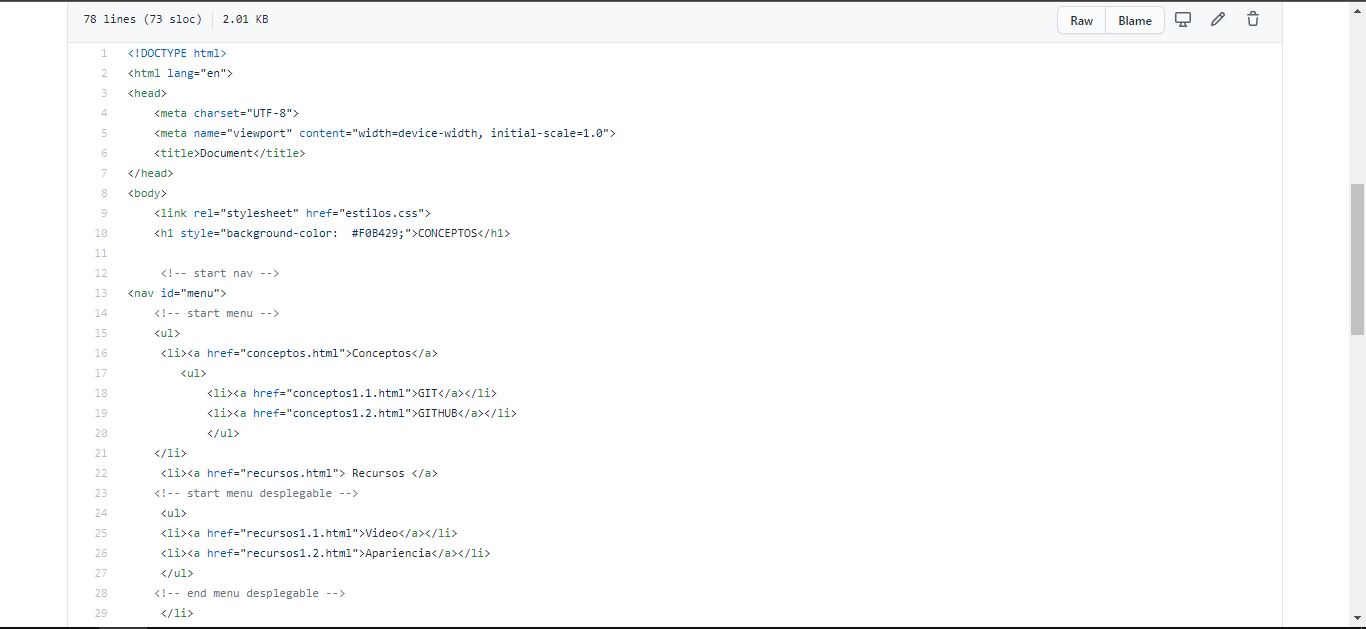 78 lines (73 sloc) 2.01 KB Raw Blame
1 <!DOCTYPE html>
2 <html lang="en">
3 <head>
4     <meta charset="UTF-8">
5     <meta name="viewport" content="width=device-width, initial-scale=1.0">
6     <title>Document</title>
7 </head>
8 <body>
9     <link rel="stylesheet" href="estilos.css">
10     <h1 style="background-color:  #F0B429;">CONCEPTOS</h1>
11
12      <!-- start nav -->
13 <nav id="menu">
14     <!-- start menu -->
15     <ul>
16      <li><a href="conceptos.html">Conceptos</a>
17         <ul>
18             <li><a href="conceptos1.1.html">GIT</a></li>
19             <li><a href="conceptos1.2.html">GITHUB</a></li>
20             </ul>
21     </li>
22      <li><a href="recursos.html"> Recursos </a>
23     <!-- start menu desplegable -->
24      <ul>
25      <li><a href="recursos1.1.html">Video</a></li>
26      <li><a href="recursos1.2.html">Apariencia</a></li>
27      </ul>
28     <!-- end menu desplegable -->
29      </li>